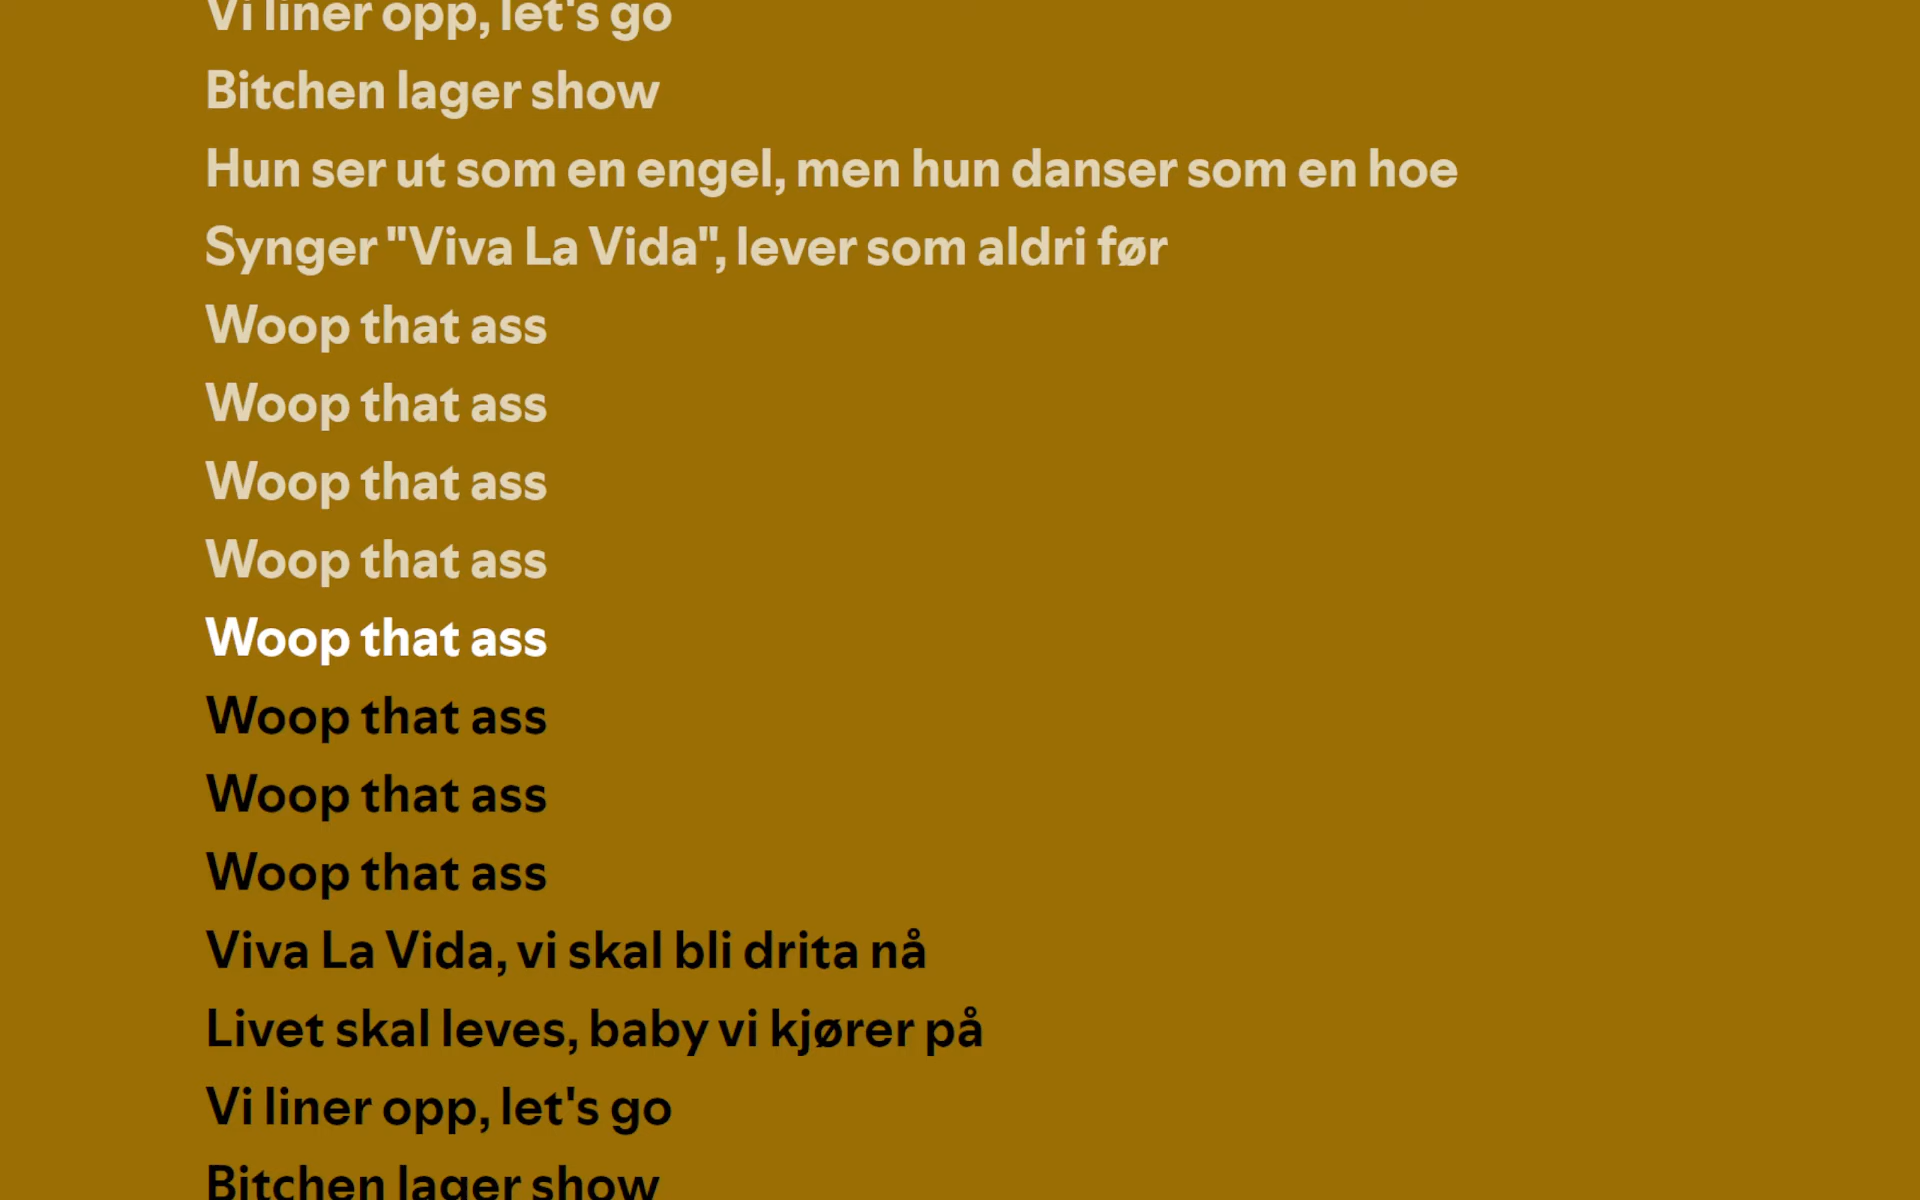 Vi liner opp, let's go
Bitchen lager show
Hun ser ut som en engel, men hun danser som en hoe
Synger "Viva La Vida", lever som aldri før
Woop that ass
Woop that ass
Woop that ass
Woop that ass
Woop that ass
Woop that ass
Woop that ass
Woop that ass
Viva La Vida, vi skal bli drita nå
Livet skal leves, baby vi kjører på
Vi liner opp, let's go
Bitchen lager show